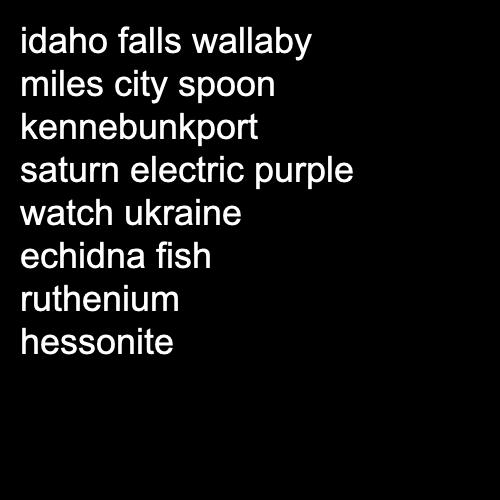 idaho falls wallaby
miles city spoon
kennebunkport
saturn electric purple
watch ukraine
echidna fish
ruthenium
hessonite